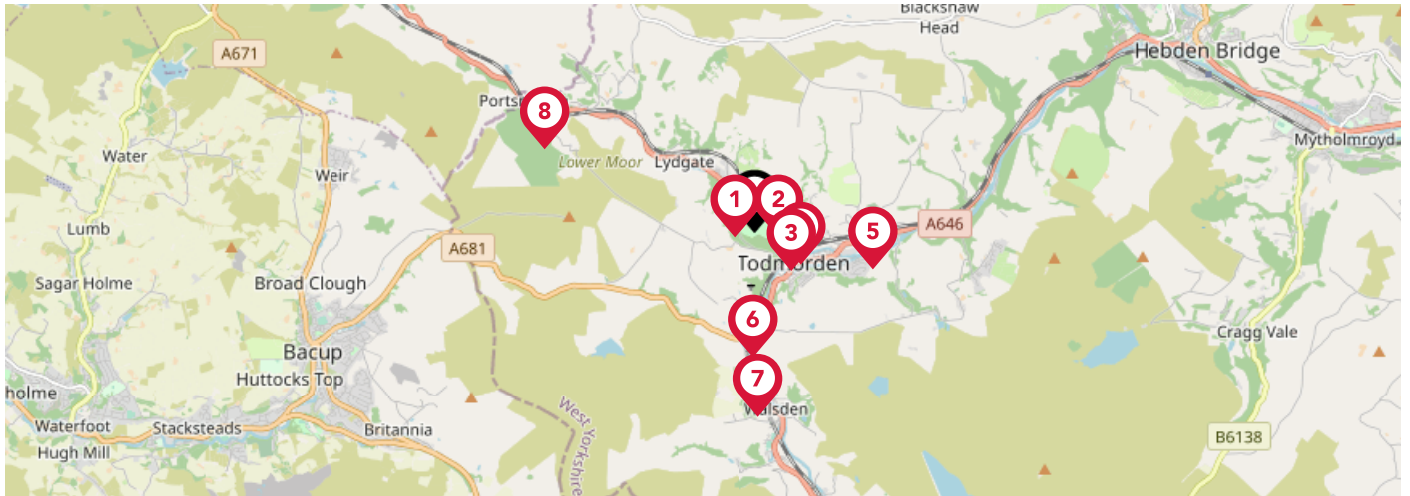 Blackshaw
Head
A671
Hebden Bridge
8
Mytholmroyd
Water
Lower Moor
Lydgate
Weir
1
2
3
5
A646
Lumb
A681
Todmorden
Sagar Holme
Broad Clough
6
Cragg Vale
Bacup
Huttocks Top
7
holme
Walsden
Waterfoot
Stacksteads
Britannia
B6138
Hugh Mill
West Yorkshire